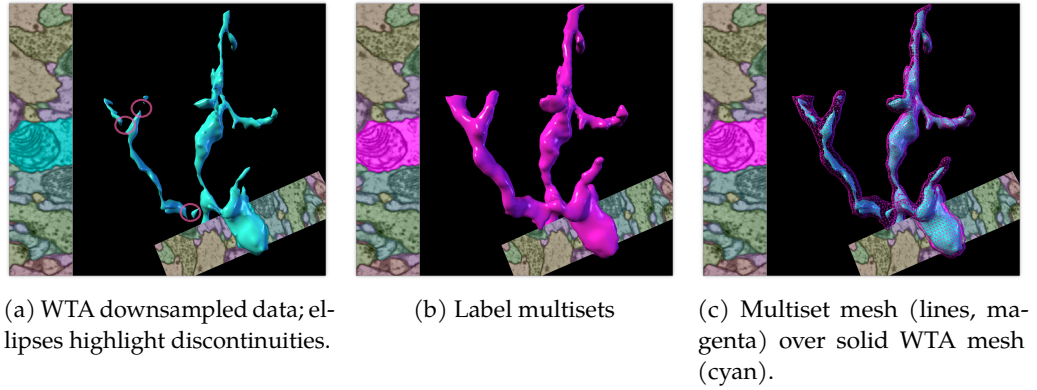 (a) WTA downsampled data; el-
lipses highlight discontinuities.
(b) Label multisets
(c) Multiset mesh (lines, ma-
genta) over solid WTA mesh
(cyan).